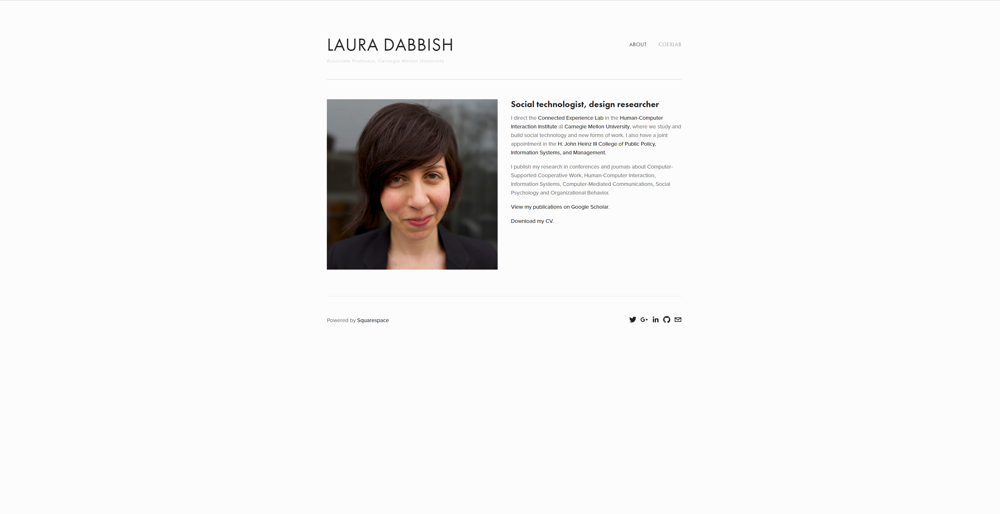 LAURA DABBISH
ABOUT COEXLAB
Associate Professor, Carnegie Mellon University
Social technologist, design researcher
I direct the Connected Experience Lab in the Human-Computer
Interaction Institute at Carnegie Mellon University, where we study and
build social technology and new forms of work. I also have a joint
appointment in the H. John Heinz III College of Public Policy,
Information Systems, and Management.
I publish my research in conferences and journals about Computer-
Supported Cooperative Work, Human-Computer Interaction,
Information Systems, Computer-Mediated Communications, Social
Psychology and Organizational Behavior.
View my publications on Google Scholar.
Download my CV.
Powered by Squarespace
G+ in